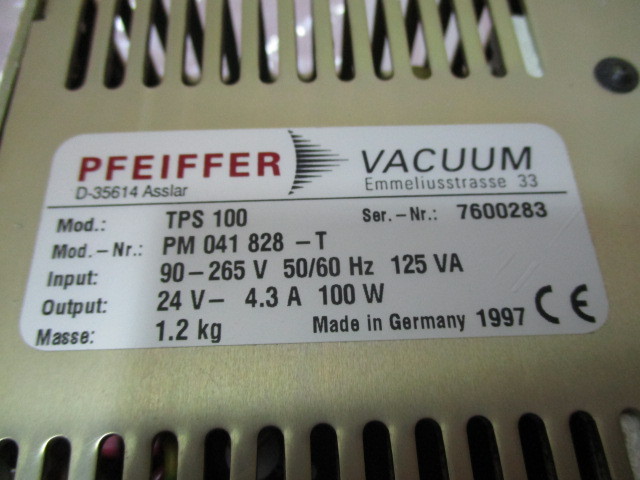 PFEIFFER VACUUM
D-35614 Asslar Emmeliusstrasse 33
Mod.: TPS 100 Ser.-Nr.: 7600283
Mod.-Nr.: PM 041 828 -T
Input: 90-265 V 50/60 Hz 125 VA
Output: 24 V- 4.3 A 100 W
Masse: 1.2 kg Made in Germany 1997 CE